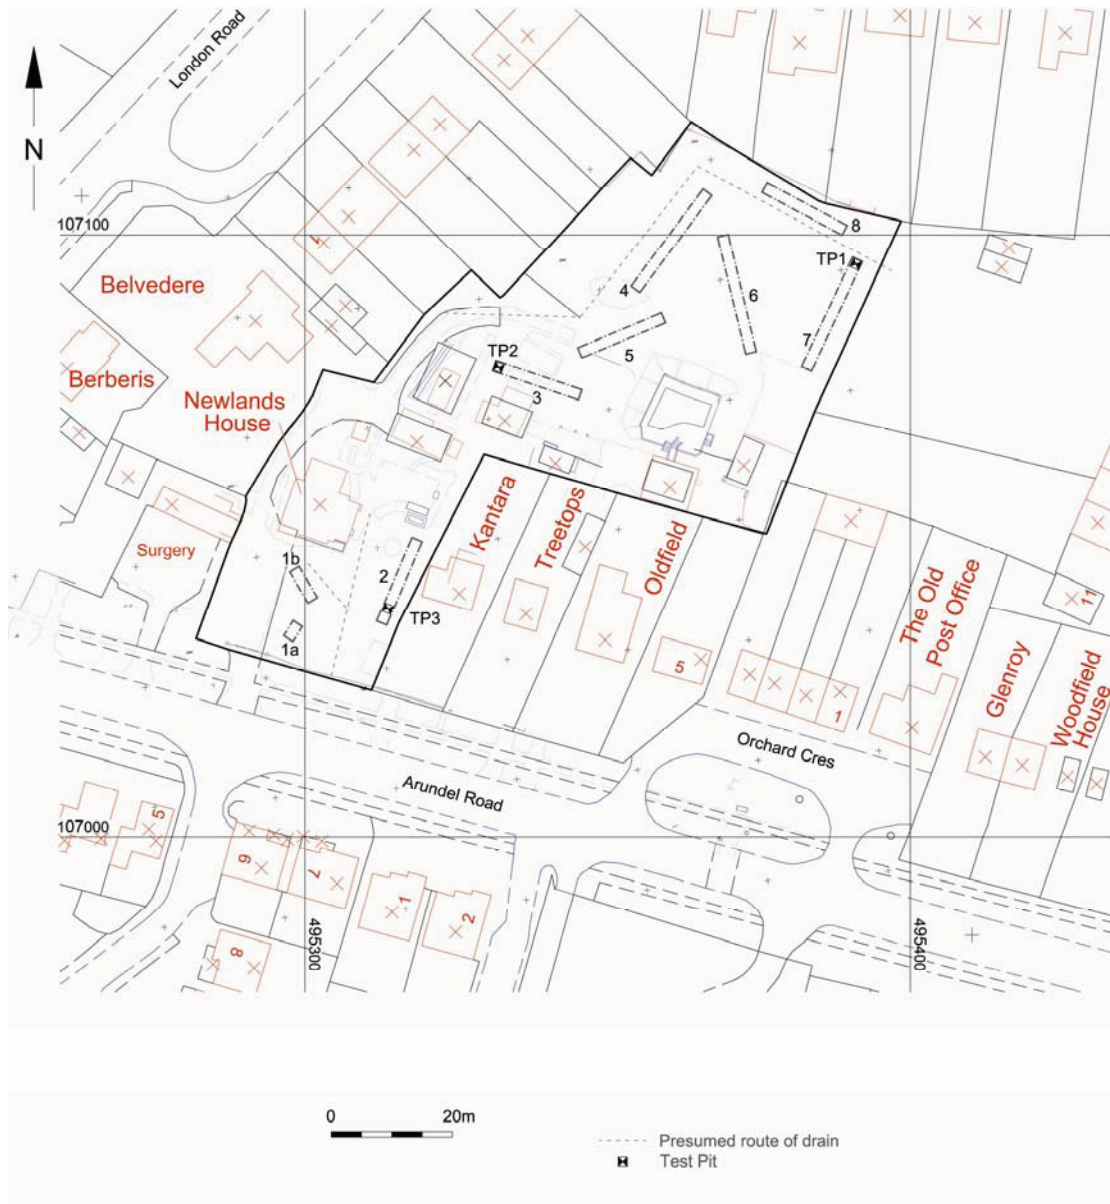 London Road
N
107100
7
8
TP1
Belvedere
4
6
Berberis
TP2
5
7
Newlands
House
3
Kantara
Treetops
Oldfield
Surgery
1b
2
TP3
1a
The Old
Post Office
11
Glenroy
Woodfield
House
5
1
Orchard Cres
Arundel Road
107000
5
6
7
1
2
8
495300
495400
0 20m
Presumed route of drain
Test Pit